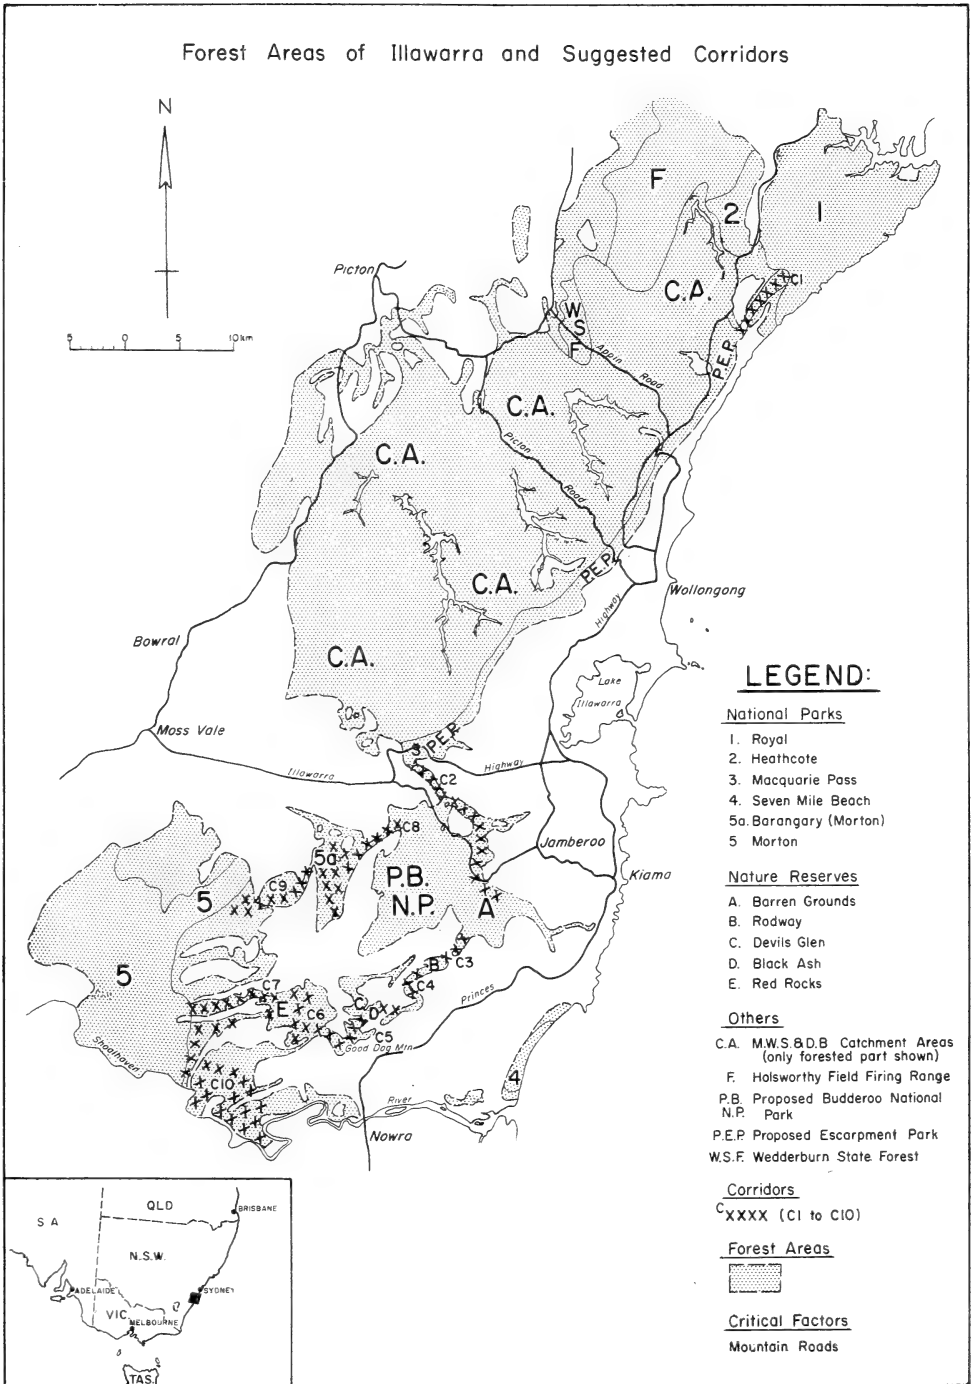 Forest Areas of Illawarra and Suggested Corridors
N
5 0 5 10 km
F
2
1
C.A.
C1
Picton
W
S
F
Appin
Road
P.E.P.
C.A.
C.A.
Picton
Road
C.A.
P.E.P.
Highway
Wollongong
Bowral
C.A.
Lake
Illawarra
Moss Vale
3
P.E.P.
Illawarra
Highway
C2
C8
5a
Jamberoo
P.B.
N.P.
Kiama
C9
5
A
5
B
C3
C7
C4
Princes
E
C6
C
D
C5
Good Dog Mtn.
Shoalhaven
C10
4
River
Nowra
LEGEND:
National Parks
1. Royal
2. Heathcote
3. Macquarie Pass
4. Seven Mile Beach
5a. Barangary (Morton)
5 Morton
Nature Reserves
A. Barren Grounds
B. Rodway
C. Devils Glen
D. Black Ash
E. Red Rocks
Others
C.A. M.W.S.&D.B Catchment Areas
(only forested part shown)
F. Holsworthy Field Firing Range
P.B. Proposed Budderoo National
N.P. Park
P.E.P. Proposed Escarpment Park
W.S.F. Wedderburn State Forest
Corridors
C XXXX (C1 to C10)
Forest Areas
Critical Factors
Mountain Roads
S A
QLD
BRISBANE
N.S.W.
ADELAIDE
SYDNEY
VIC.
MELBOURNE
TAS.